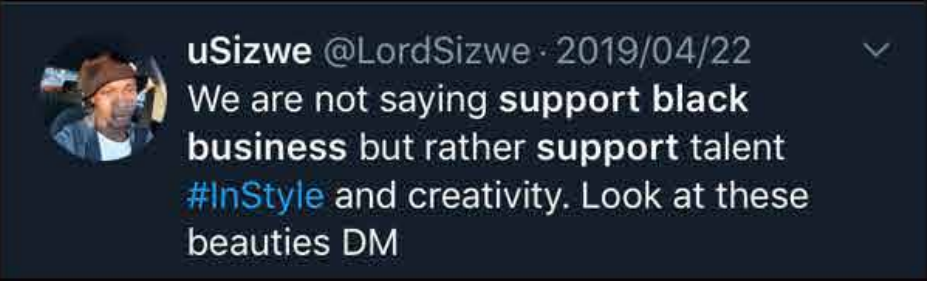 uSizwe @LordSizwe · 2019/04/22
We are not saying support black
business but rather support talent
#InStyle and creativity. Look at these
beauties DM